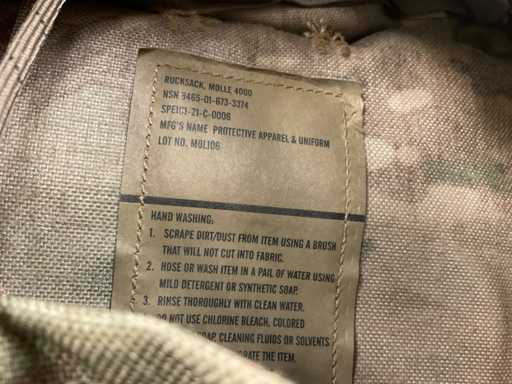 RUCKSACK, MOLLE 4000
NSN 8465-01-673-3374
SPE1C1-21-C-0006
MFG'S NAME PROTECTIVE APPAREL & UNIFORM
LOT NO. MOL106
HAND WASHING:
1. SCRAPE DIRT/DUST FROM ITEM USING A BRUSH
THAT WILL NOT CUT INTO FABRIC.
2. HOSE OR WASH ITEM IN A PAIL OF WATER USING
MILD DETERGENT OR SYNTHETIC SOAP.
3. RINSE THOROUGHLY WITH CLEAN WATER.
DO NOT USE CHLORINE BLEACH, COLORED
SOAP, CLEANING FLUIDS OR SOLVENTS
THE ITEM.